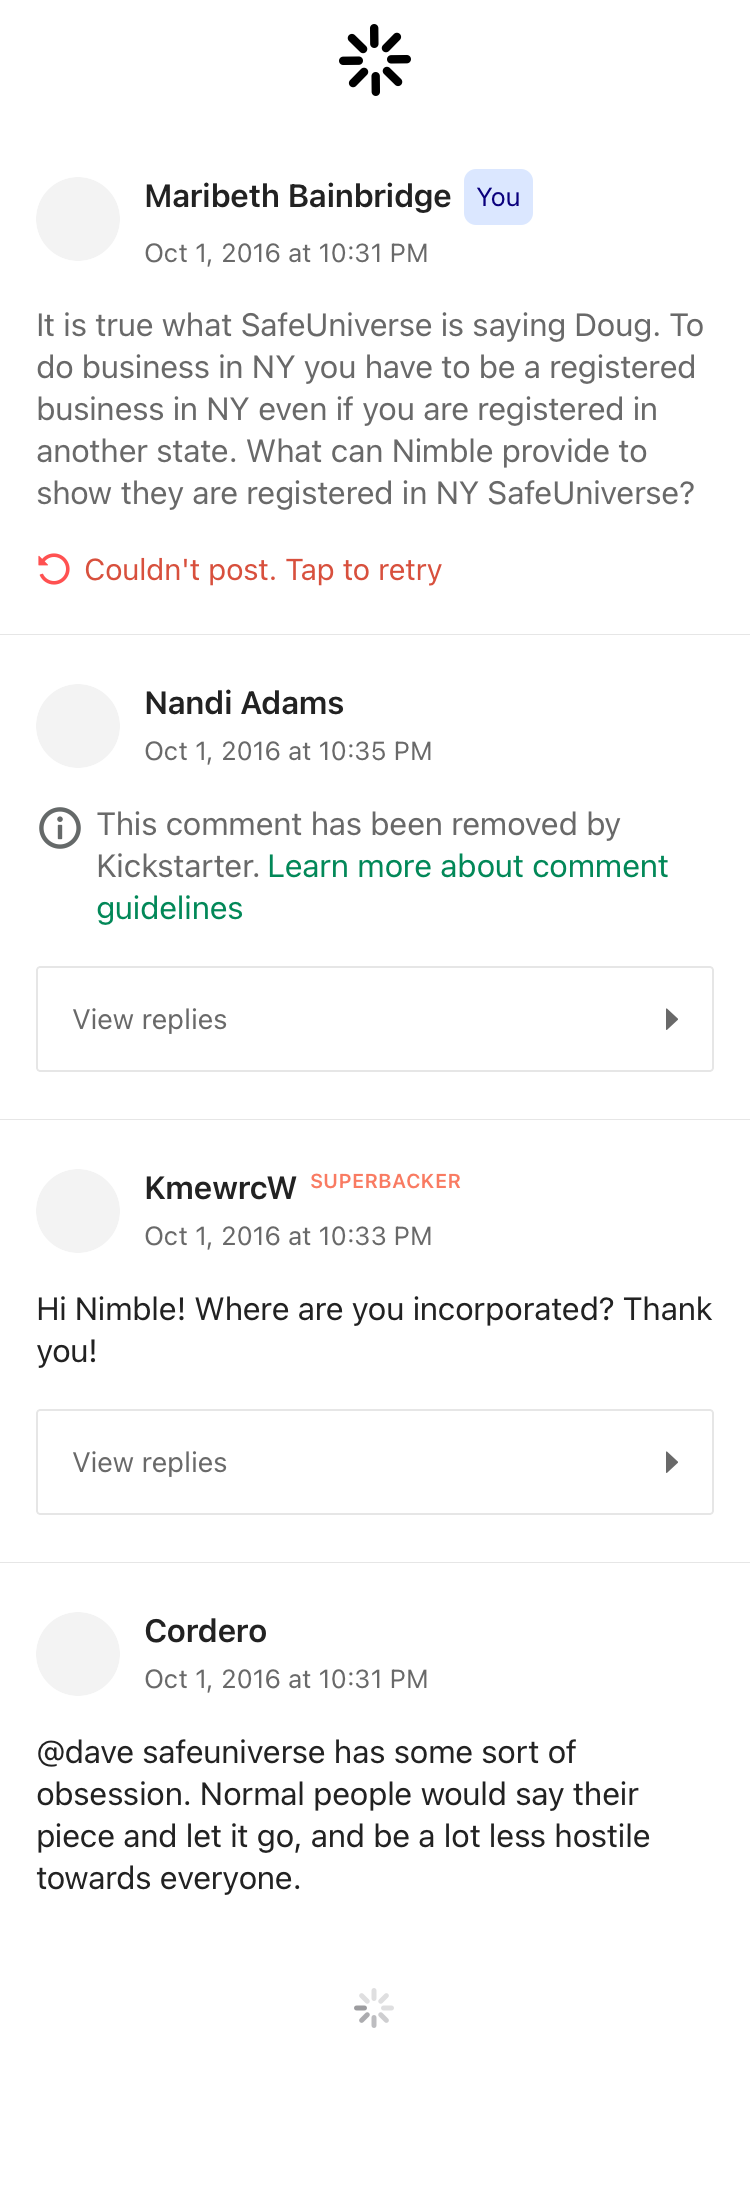 Maribeth Bainbridge You
Oct 1, 2016 at 10:31 PM
It is true what SafeUniverse is saying Doug. To
do business in NY you have to be a registered
business in NY even if you are registered in
another state. What can Nimble provide to
show they are registered in NY SafeUniverse?
Couldn't post. Tap to retry
Nandi Adams
Oct 1, 2016 at 10:35 PM
This comment has been removed by
Kickstarter. Learn more about comment
guidelines
View replies
KmewrcW SUPERBACKER
Oct 1, 2016 at 10:33 PM
Hi Nimble! Where are you incorporated? Thank
you!
View replies
Cordero
Oct 1, 2016 at 10:31 PM
@dave safeuniverse has some sort of
obsession. Normal people would say their
piece and let it go, and be a lot less hostile
towards everyone.